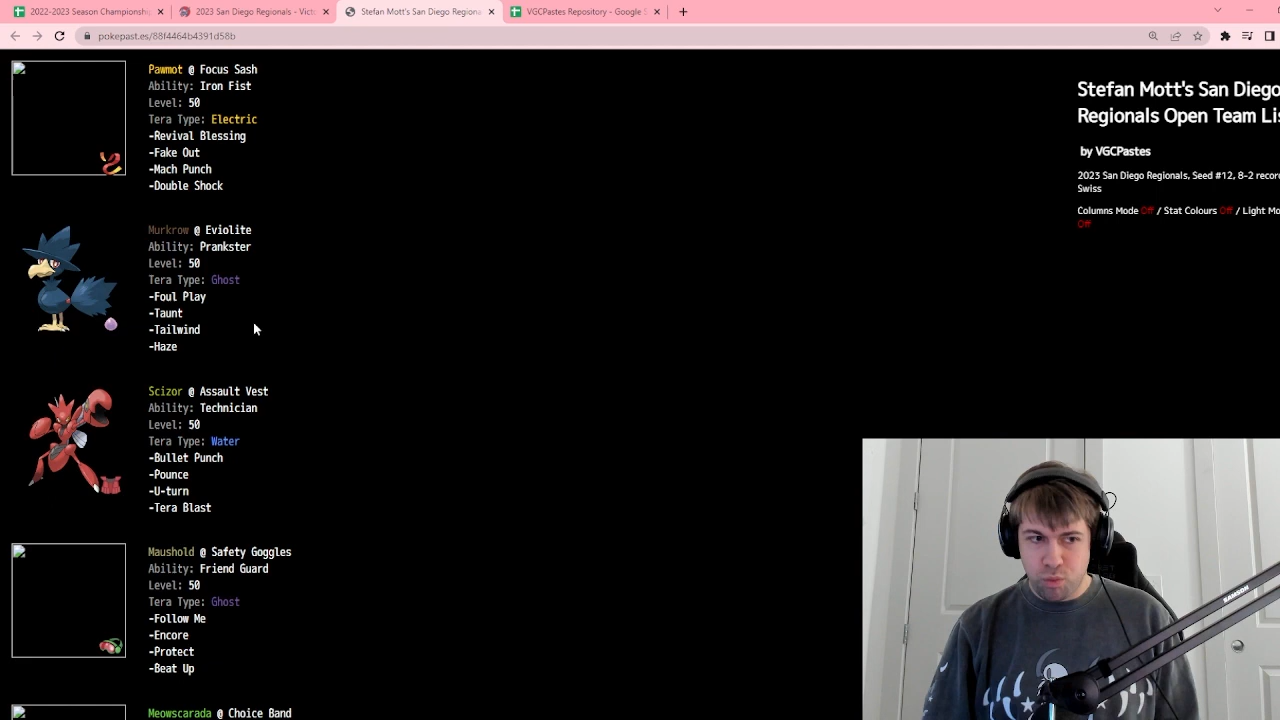 2022-2023 Season Championship
2023 San Diego Regionals - Victo
Stefan Mott's San Diego Regiona
VGCPastes Repository - Google S
pokepast.es/88f4464b4391d58b
Pawmot @ Focus Sash
Ability: Iron Fist
Level: 50
Tera Type: Electric
-Revival Blessing
-Fake Out
-Mach Punch
-Double Shock
Murkrow @ Eviolite
Ability: Prankster
Level: 50
Tera Type: Ghost
-Foul Play
-Taunt
-Tailwind
-Haze
Scizor @ Assault Vest
Ability: Technician
Level: 50
Tera Type: Water
-Bullet Punch
-Pounce
-U-turn
-Tera Blast
Maushold @ Safety Goggles
Ability: Friend Guard
Level: 50
Tera Type: Ghost
-Follow Me
-Encore
-Protect
-Beat Up
Meowscarada @ Choice Band
Stefan Mott's San Diego
Regionals Open Team Lis
by VGCPastes
2023 San Diego Regionals, Seed #12, 8-2 record
Swiss
Columns Mode Off / Stat Colours Off / Light Mo
Off
SAMSON